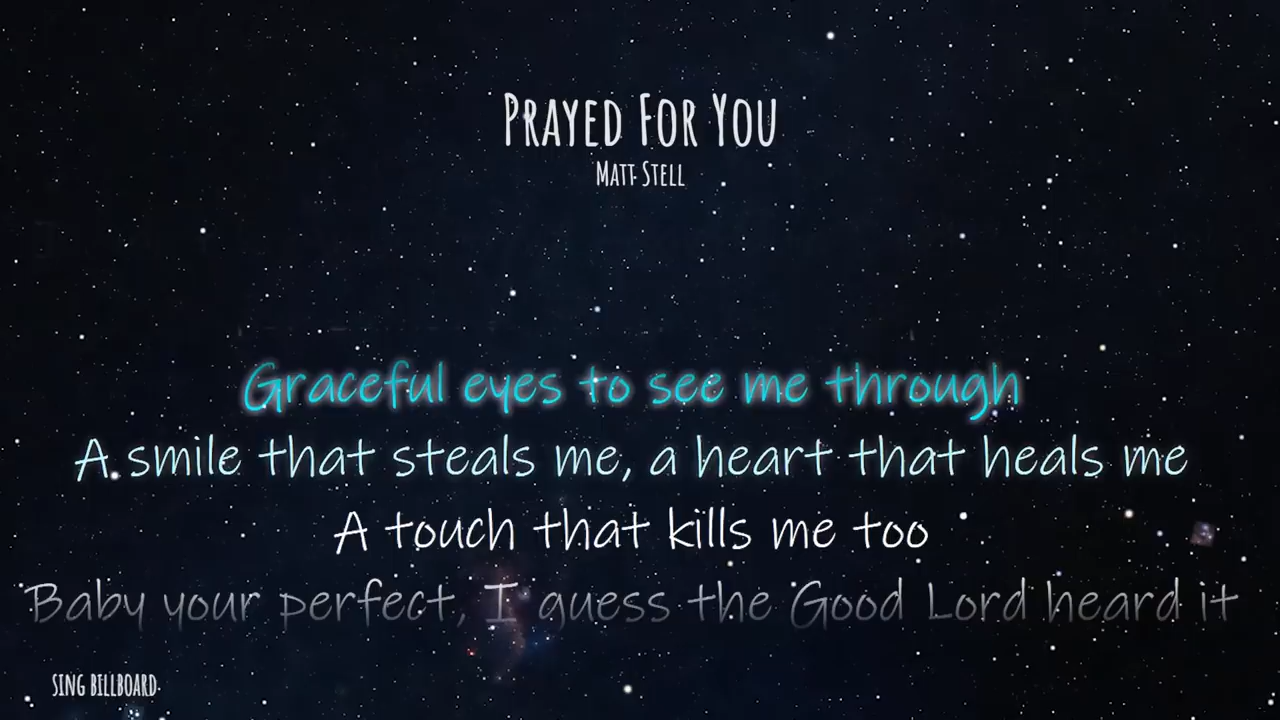 Prayed For You
Matt Stell
Graceful eyes to see me through
A smile that steals me, a heart that heals me
A touch that kills me too
Baby your perfect, I guess the Good Lord heard it
SING BILLBOARD